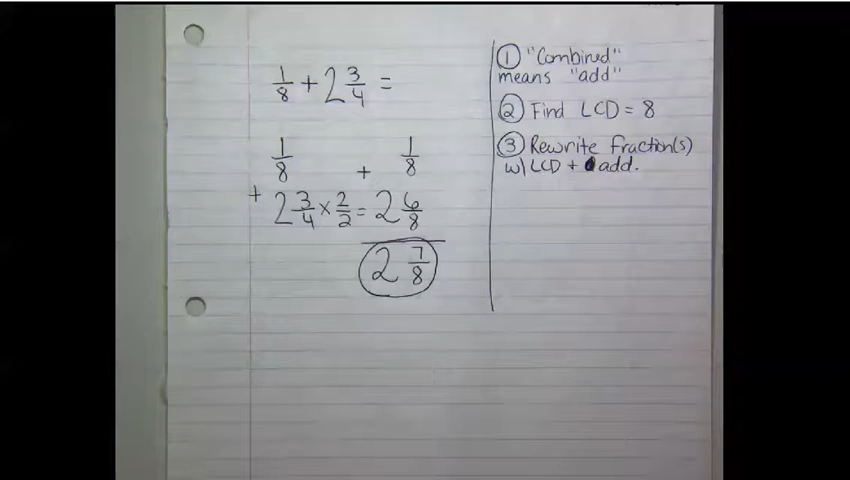 1/8 + 2 3/4 =
1/8 + 1/8
+ 2 3/4 × 2/2 = 2 6/8
2 7/8
① "Combined"
means "add"
② Find LCD = 8
③ Rewrite fraction(s)
w/ LCD + add.